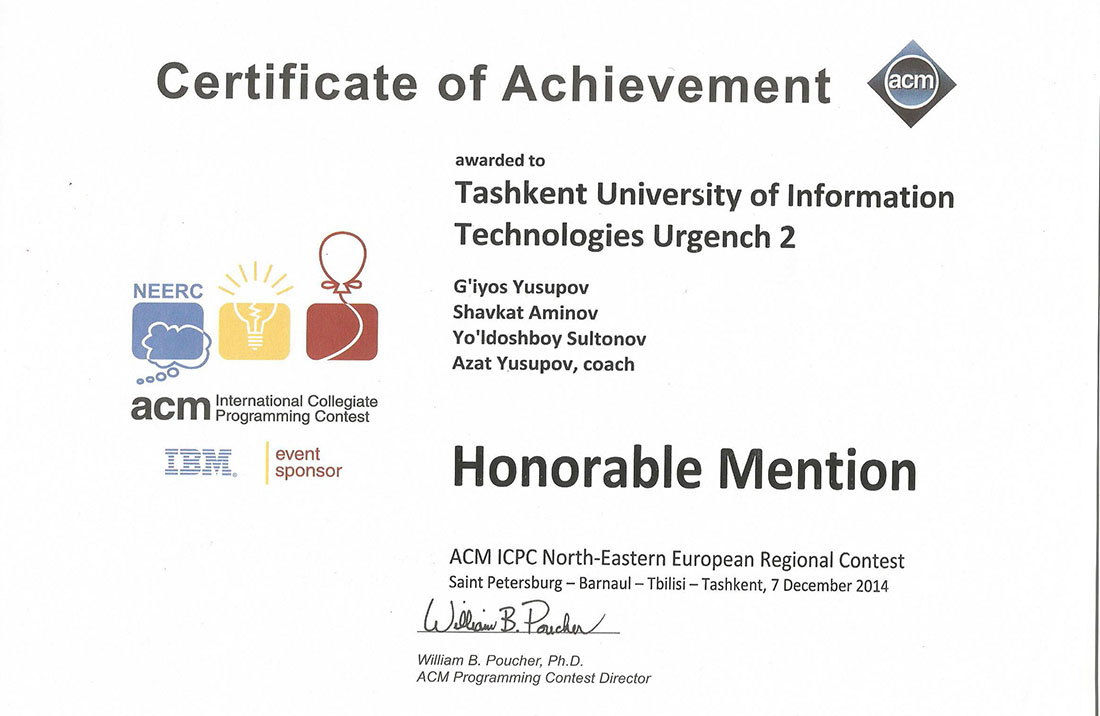 Certificate of Achievement
acm
awarded to
Tashkent University of Information
Technologies Urgench 2
G'iyos Yusupov
Shavkat Aminov
Yo'ldoshboy Sultonov
Azat Yusupov, coach
NEERC
acm International Collegiate
Programming Contest
IBM. event
sponsor
Honorable Mention
ACM ICPC North-Eastern European Regional Contest
Saint Petersburg – Barnaul – Tbilisi – Tashkent, 7 December 2014
William B. Poucher
William B. Poucher, Ph.D.
ACM Programming Contest Director